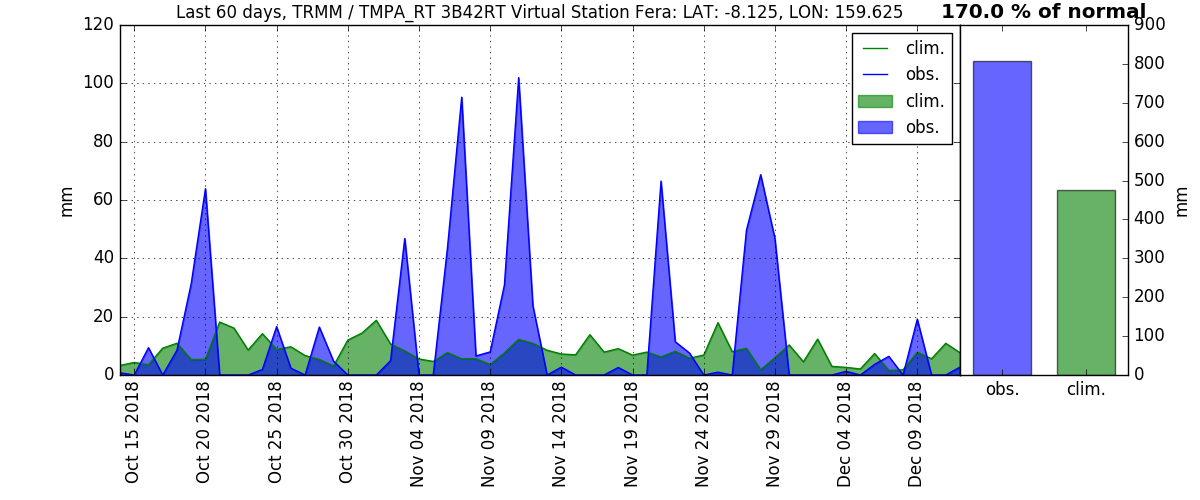 Last 60 days, TRMM / TMPA_RT 3B42RT Virtual Station Fera: LAT: -8.125, LON: 159.625
170.0 % of normal
120
100
80
60
40
20
0
mm
clim.
obs.
clim.
obs.
900
800
700
600
500
400
300
200
100
0
mm
Oct 15 2018
Oct 20 2018
Oct 25 2018
Oct 30 2018
Nov 04 2018
Nov 09 2018
Nov 14 2018
Nov 19 2018
Nov 24 2018
Nov 29 2018
Dec 04 2018
Dec 09 2018
obs.
clim.